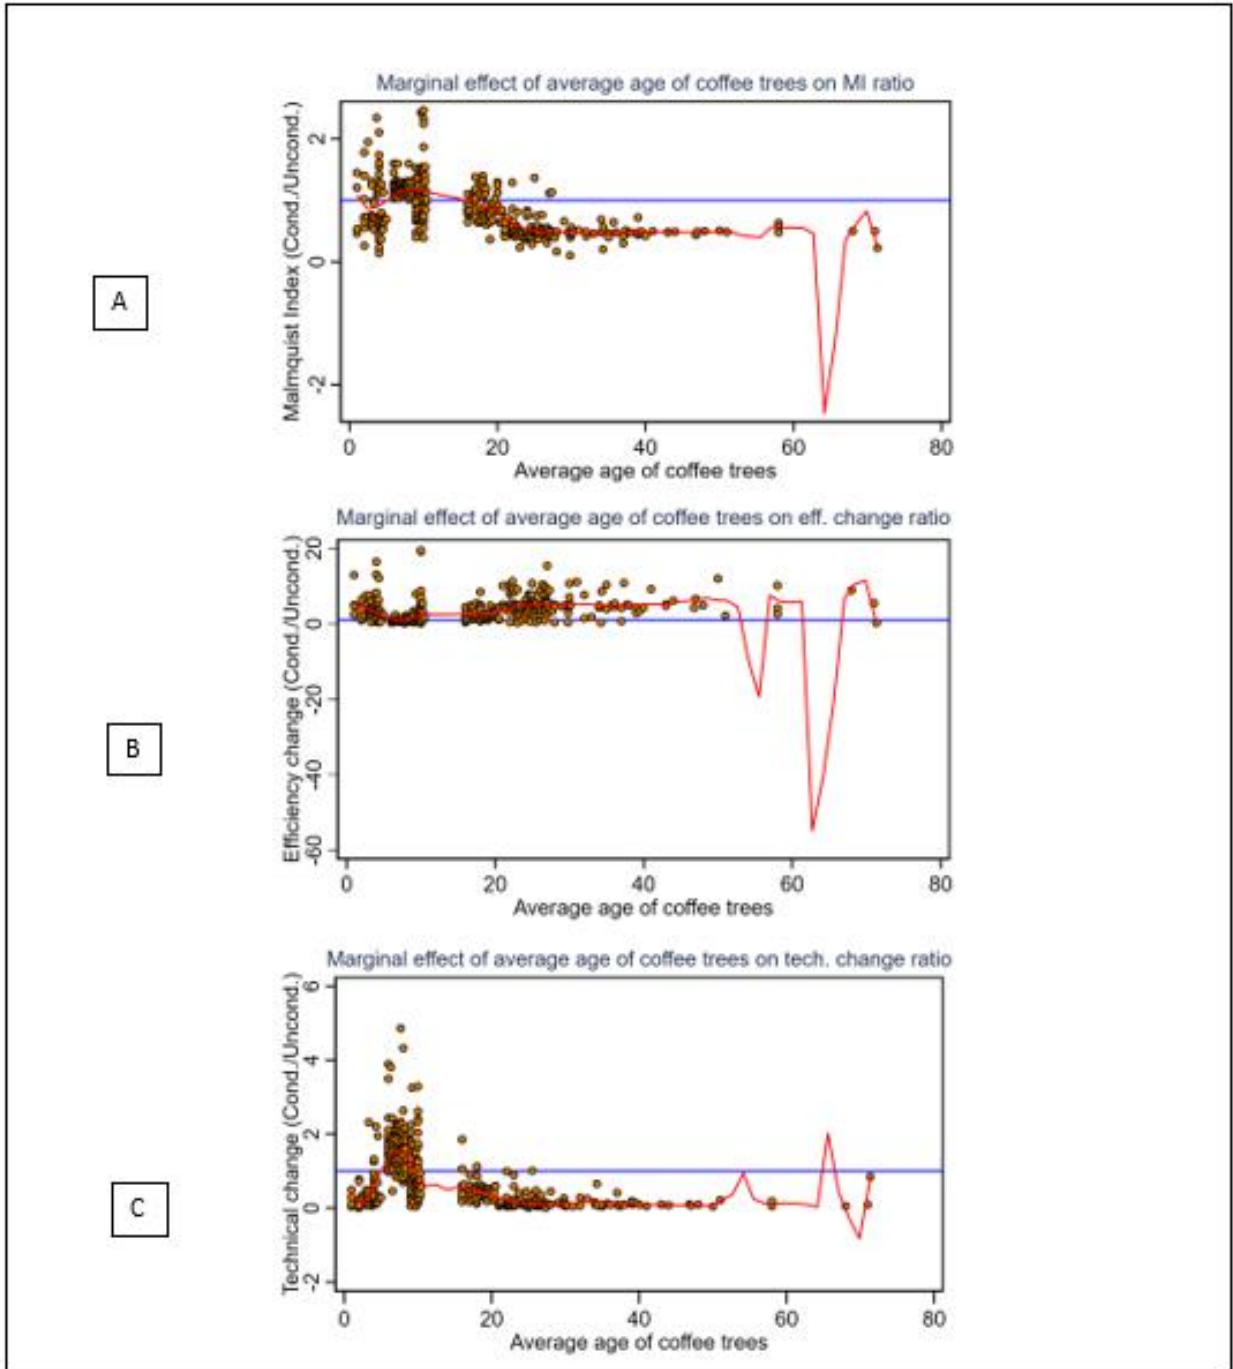 Marginal effect of average age of coffee trees on MI ratio
Malmquist Index (Cond./Uncond.)
2
0
-2
0 20 40 60 80
Average age of coffee trees
A
Marginal effect of average age of coffee trees on eff. change ratio
Efficiency change (Cond./Uncond.)
20
0
-20
-40
-60
0 20 40 60 80
Average age of coffee trees
B
Marginal effect of average age of coffee trees on tech. change ratio
Technical change (Cond./Uncond.)
6
4
2
0
-2
0 20 40 60 80
Average age of coffee trees
C